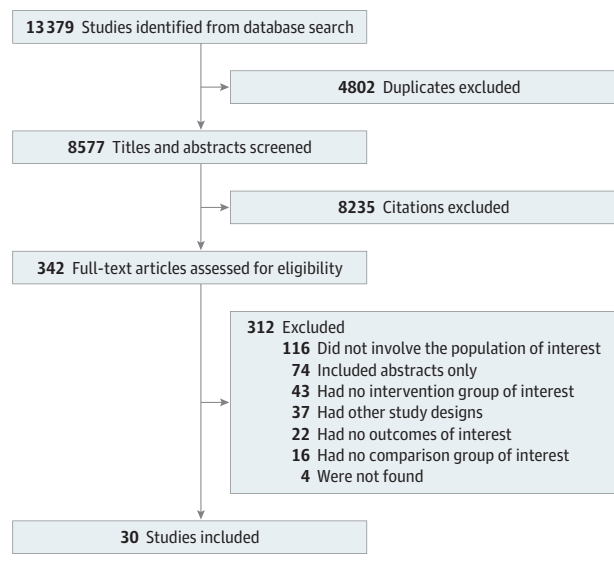 13 379 Studies identified from database search
4802 Duplicates excluded
8577 Titles and abstracts screened
8235 Citations excluded
342 Full-text articles assessed for eligibility
312 Excluded
116 Did not involve the population of interest
74 Included abstracts only
43 Had no intervention group of interest
37 Had other study designs
22 Had no outcomes of interest
16 Had no comparison group of interest
4 Were not found
30 Studies included